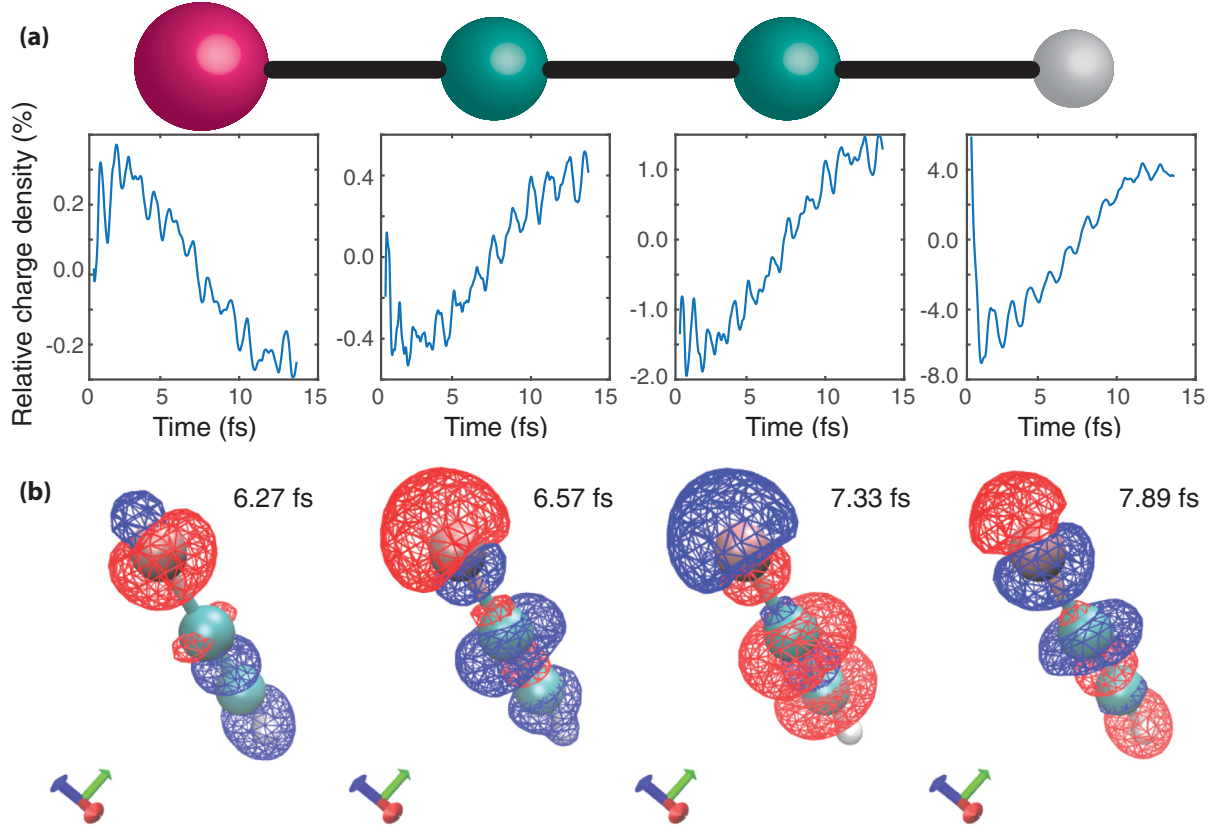 (a)
Relative charge density (%)
0.2
0.0
-0.2
0 5 10 15
Time (fs)
0.4
0.0
-0.4
0 5 10 15
Time (fs)
1.0
0.0
-1.0
-2.0
0 5 10 15
Time (fs)
4.0
0.0
-4.0
-8.0
0 5 10 15
Time (fs)
(b)
6.27 fs
6.57 fs
7.33 fs
7.89 fs